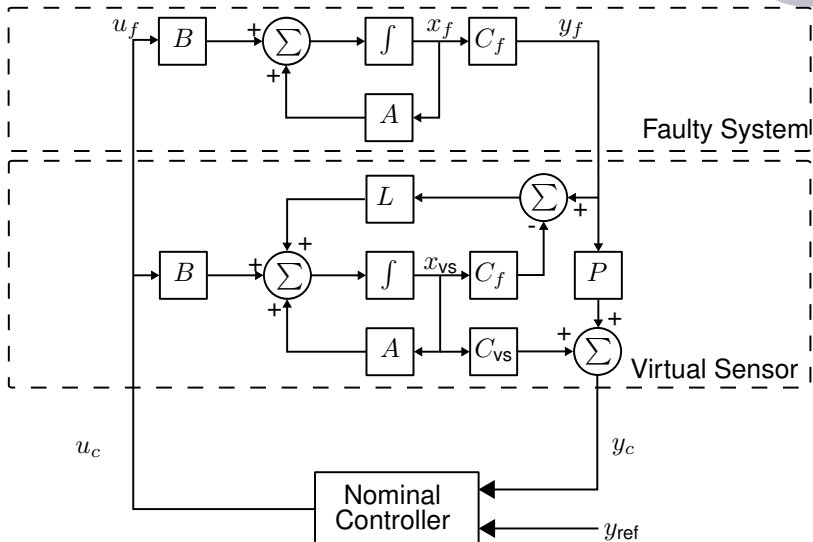 u_f
B
+
∑
+
∫
x_f
C_f
y_f
A
Faulty System
L
∑
+
-
+
B
+
∑
+
∫
x_vs
C_f
P
+
A
C_vs
+
∑
Virtual Sensor
u_c
y_c
Nominal
Controller
y_ref